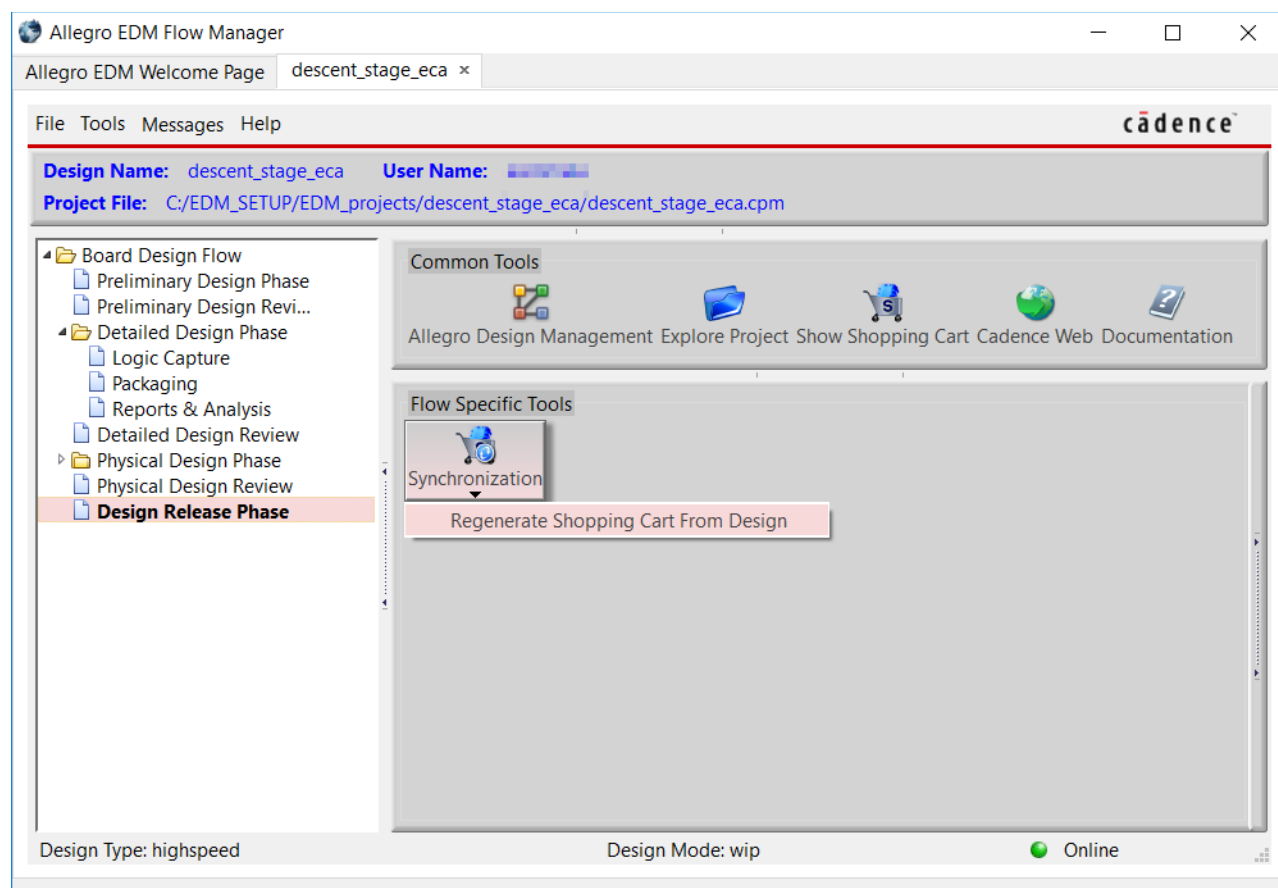 Allegro EDM Flow Manager
Allegro EDM Welcome Page descent_stage_eca ×
File Tools Messages Help cādence™
Design Name: descent_stage_eca User Name:
Project File: C:/EDM_SETUP/EDM_projects/descent_stage_eca/descent_stage_eca.cpm
Board Design Flow
Preliminary Design Phase
Preliminary Design Revi...
Detailed Design Phase
Logic Capture
Packaging
Reports & Analysis
Detailed Design Review
Physical Design Phase
Physical Design Review
Design Release Phase
Common Tools
S
Allegro Design Management Explore Project Show Shopping Cart Cadence Web Documentation
Flow Specific Tools
Synchronization
Regenerate Shopping Cart From Design
Design Type: highspeed Design Mode: wip Online